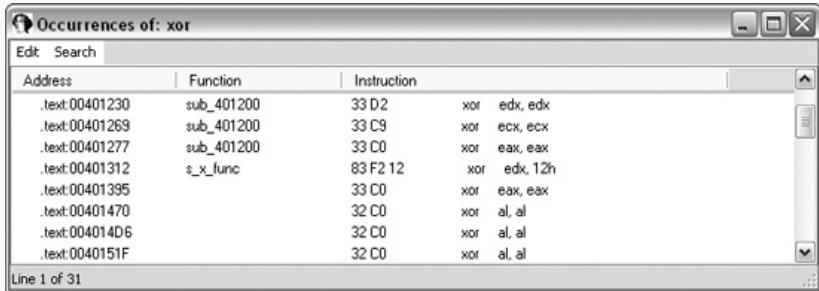 Occurrences of: xor
Edit Search
Address Function Instruction
.text:00401230 sub_401200 33 D2 xor edx, edx
.text:00401269 sub_401200 33 C9 xor ecx, ecx
.text:00401277 sub_401200 33 C0 xor eax, eax
.text:00401312 s_x_func 83 F2 12 xor edx, 12h
.text:00401395 33 C0 xor eax, eax
.text:00401470 32 C0 xor al, al
.text:004014D6 32 C0 xor al, al
.text:0040151F 32 C0 xor al, al
Line 1 of 31